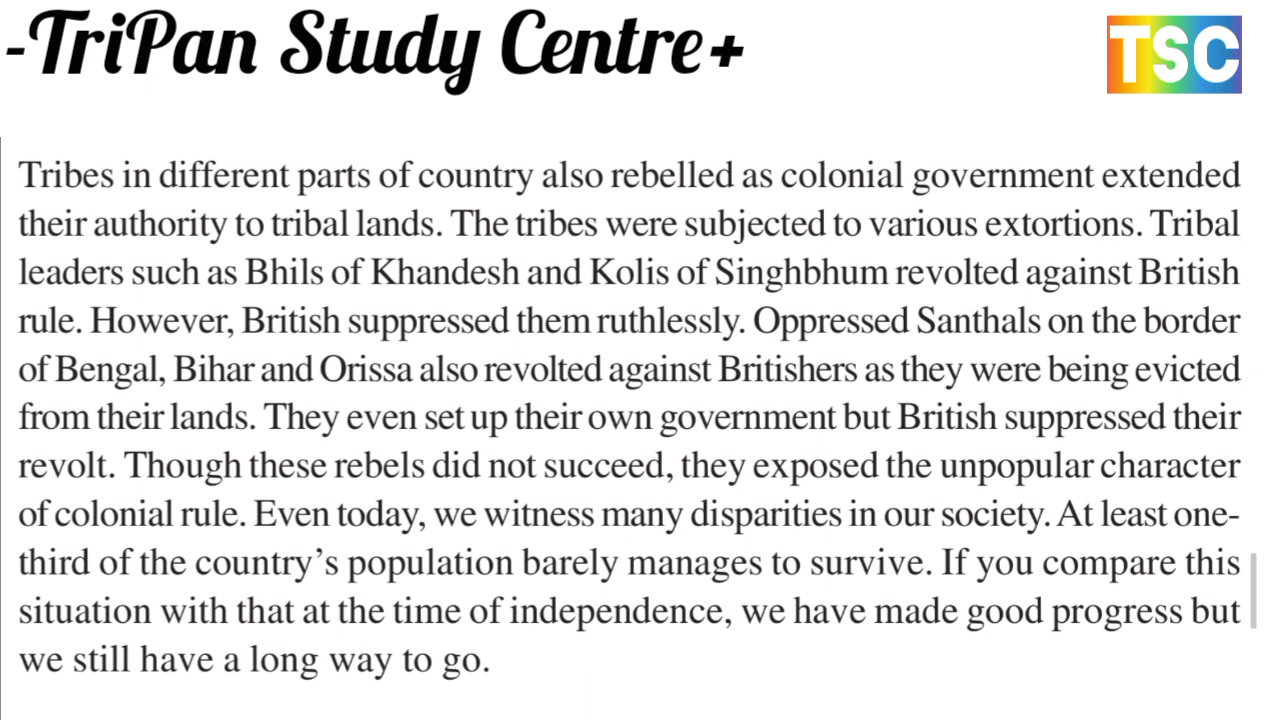 -TriPan Study Centre+
TSC
Tribes in different parts of country also rebelled as colonial government extended
their authority to tribal lands. The tribes were subjected to various extortions. Tribal
leaders such as Bhils of Khandesh and Kolis of Singhbhum revolted against British
rule. However, British suppressed them ruthlessly. Oppressed Santhals on the border
of Bengal, Bihar and Orissa also revolted against Britishers as they were being evicted
from their lands. They even set up their own government but British suppressed their
revolt. Though these rebels did not succeed, they exposed the unpopular character
of colonial rule. Even today, we witness many disparities in our society. At least one-
third of the country’s population barely manages to survive. If you compare this
situation with that at the time of independence, we have made good progress but
we still have a long way to go.